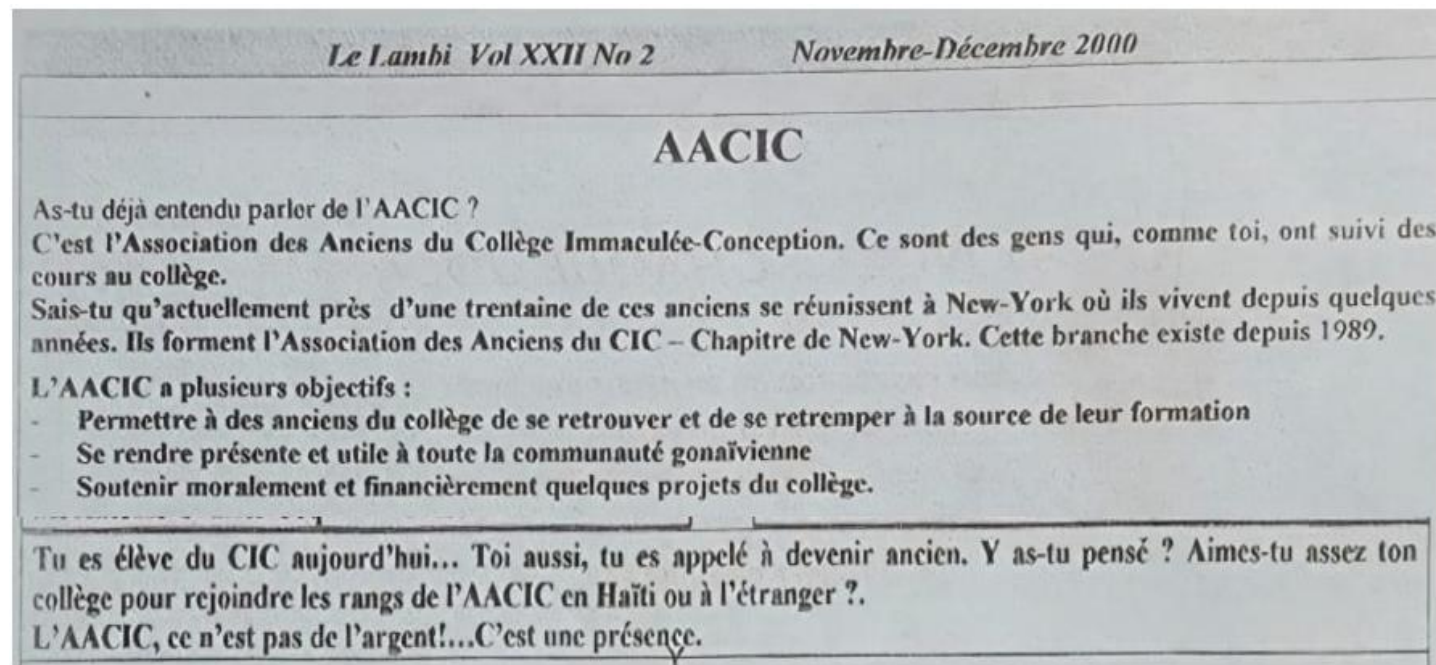 Le Lambi Vol XXII No 2 Novembre-Décembre 2000
AACIC
As-tu déjà entendu parler de l'AACIC ?
C'est l'Association des Anciens du Collège Immaculée-Conception. Ce sont des gens qui, comme toi, ont suivi des
cours au collège.
Sais-tu qu'actuellement près d'une trentaine de ces anciens se réunissent à New-York où ils vivent depuis quelques
années. Ils forment l'Association des Anciens du CIC – Chapitre de New-York. Cette branche existe depuis 1989.
L'AACIC a plusieurs objectifs :
- Permettre à des anciens du collège de se retrouver et de se retremper à la source de leur formation
- Se rendre présente et utile à toute la communauté gonaïvienne
- Soutenir moralement et financièrement quelques projets du collège.
Tu es élève du CIC aujourd'hui... Toi aussi, tu es appelé à devenir ancien. Y as-tu pensé ? Aimes-tu assez ton
collège pour rejoindre les rangs de l'AACIC en Haïti ou à l'étranger ?.
L'AACIC, ce n'est pas de l'argent!...C'est une présence.